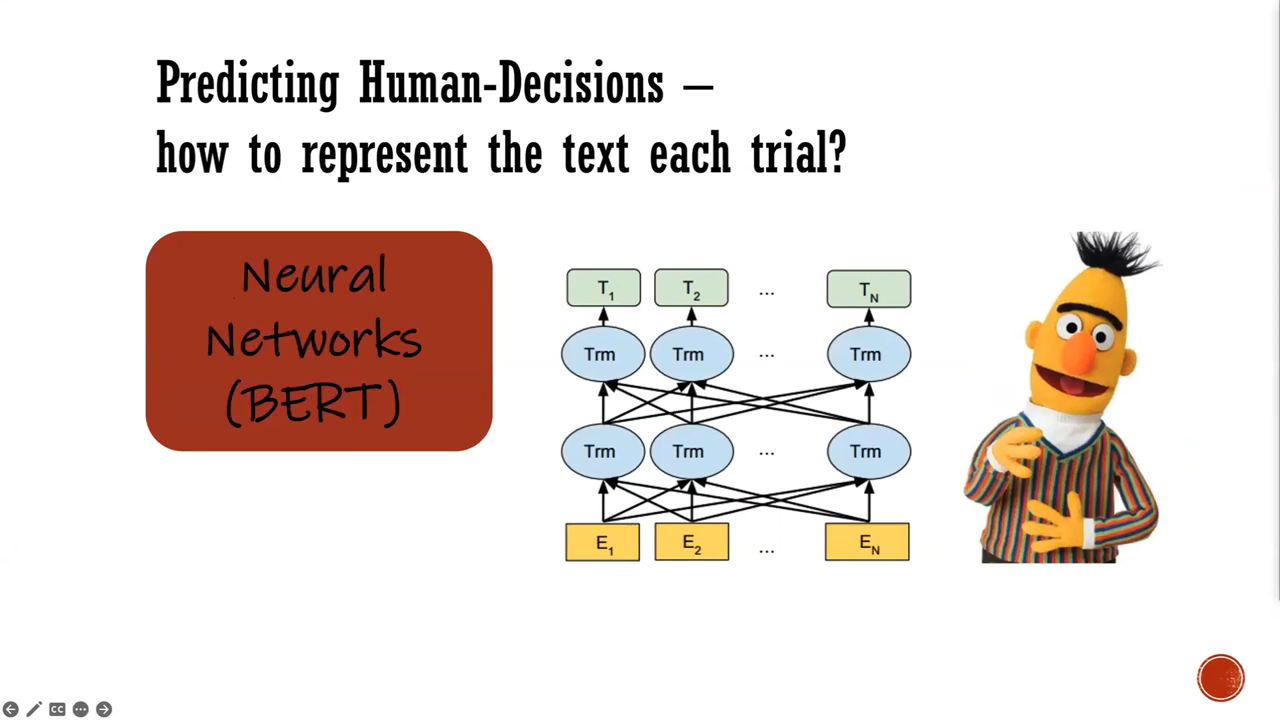 Predicting Human-Decisions –
how to represent the text each trial?
Neural
Networks
(BERT)
T1 T2 ... TN
Trm Trm ... Trm
Trm Trm ... Trm
E1 E2 ... EN
CC